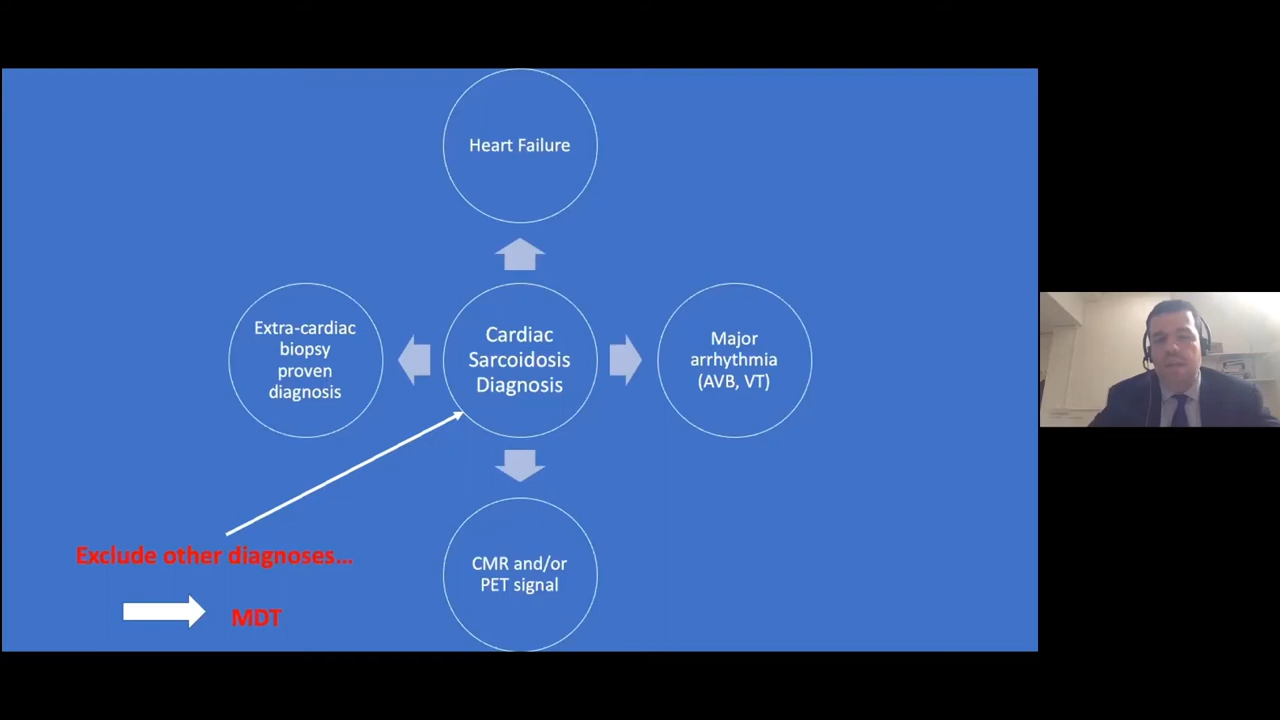 Heart Failure
Extra-cardiac
biopsy
proven
diagnosis
Cardiac
Sarcoidosis
Diagnosis
Major
arrhythmia
(AVB, VT)
CMR and/or
PET signal
Exclude other diagnoses...
MDT